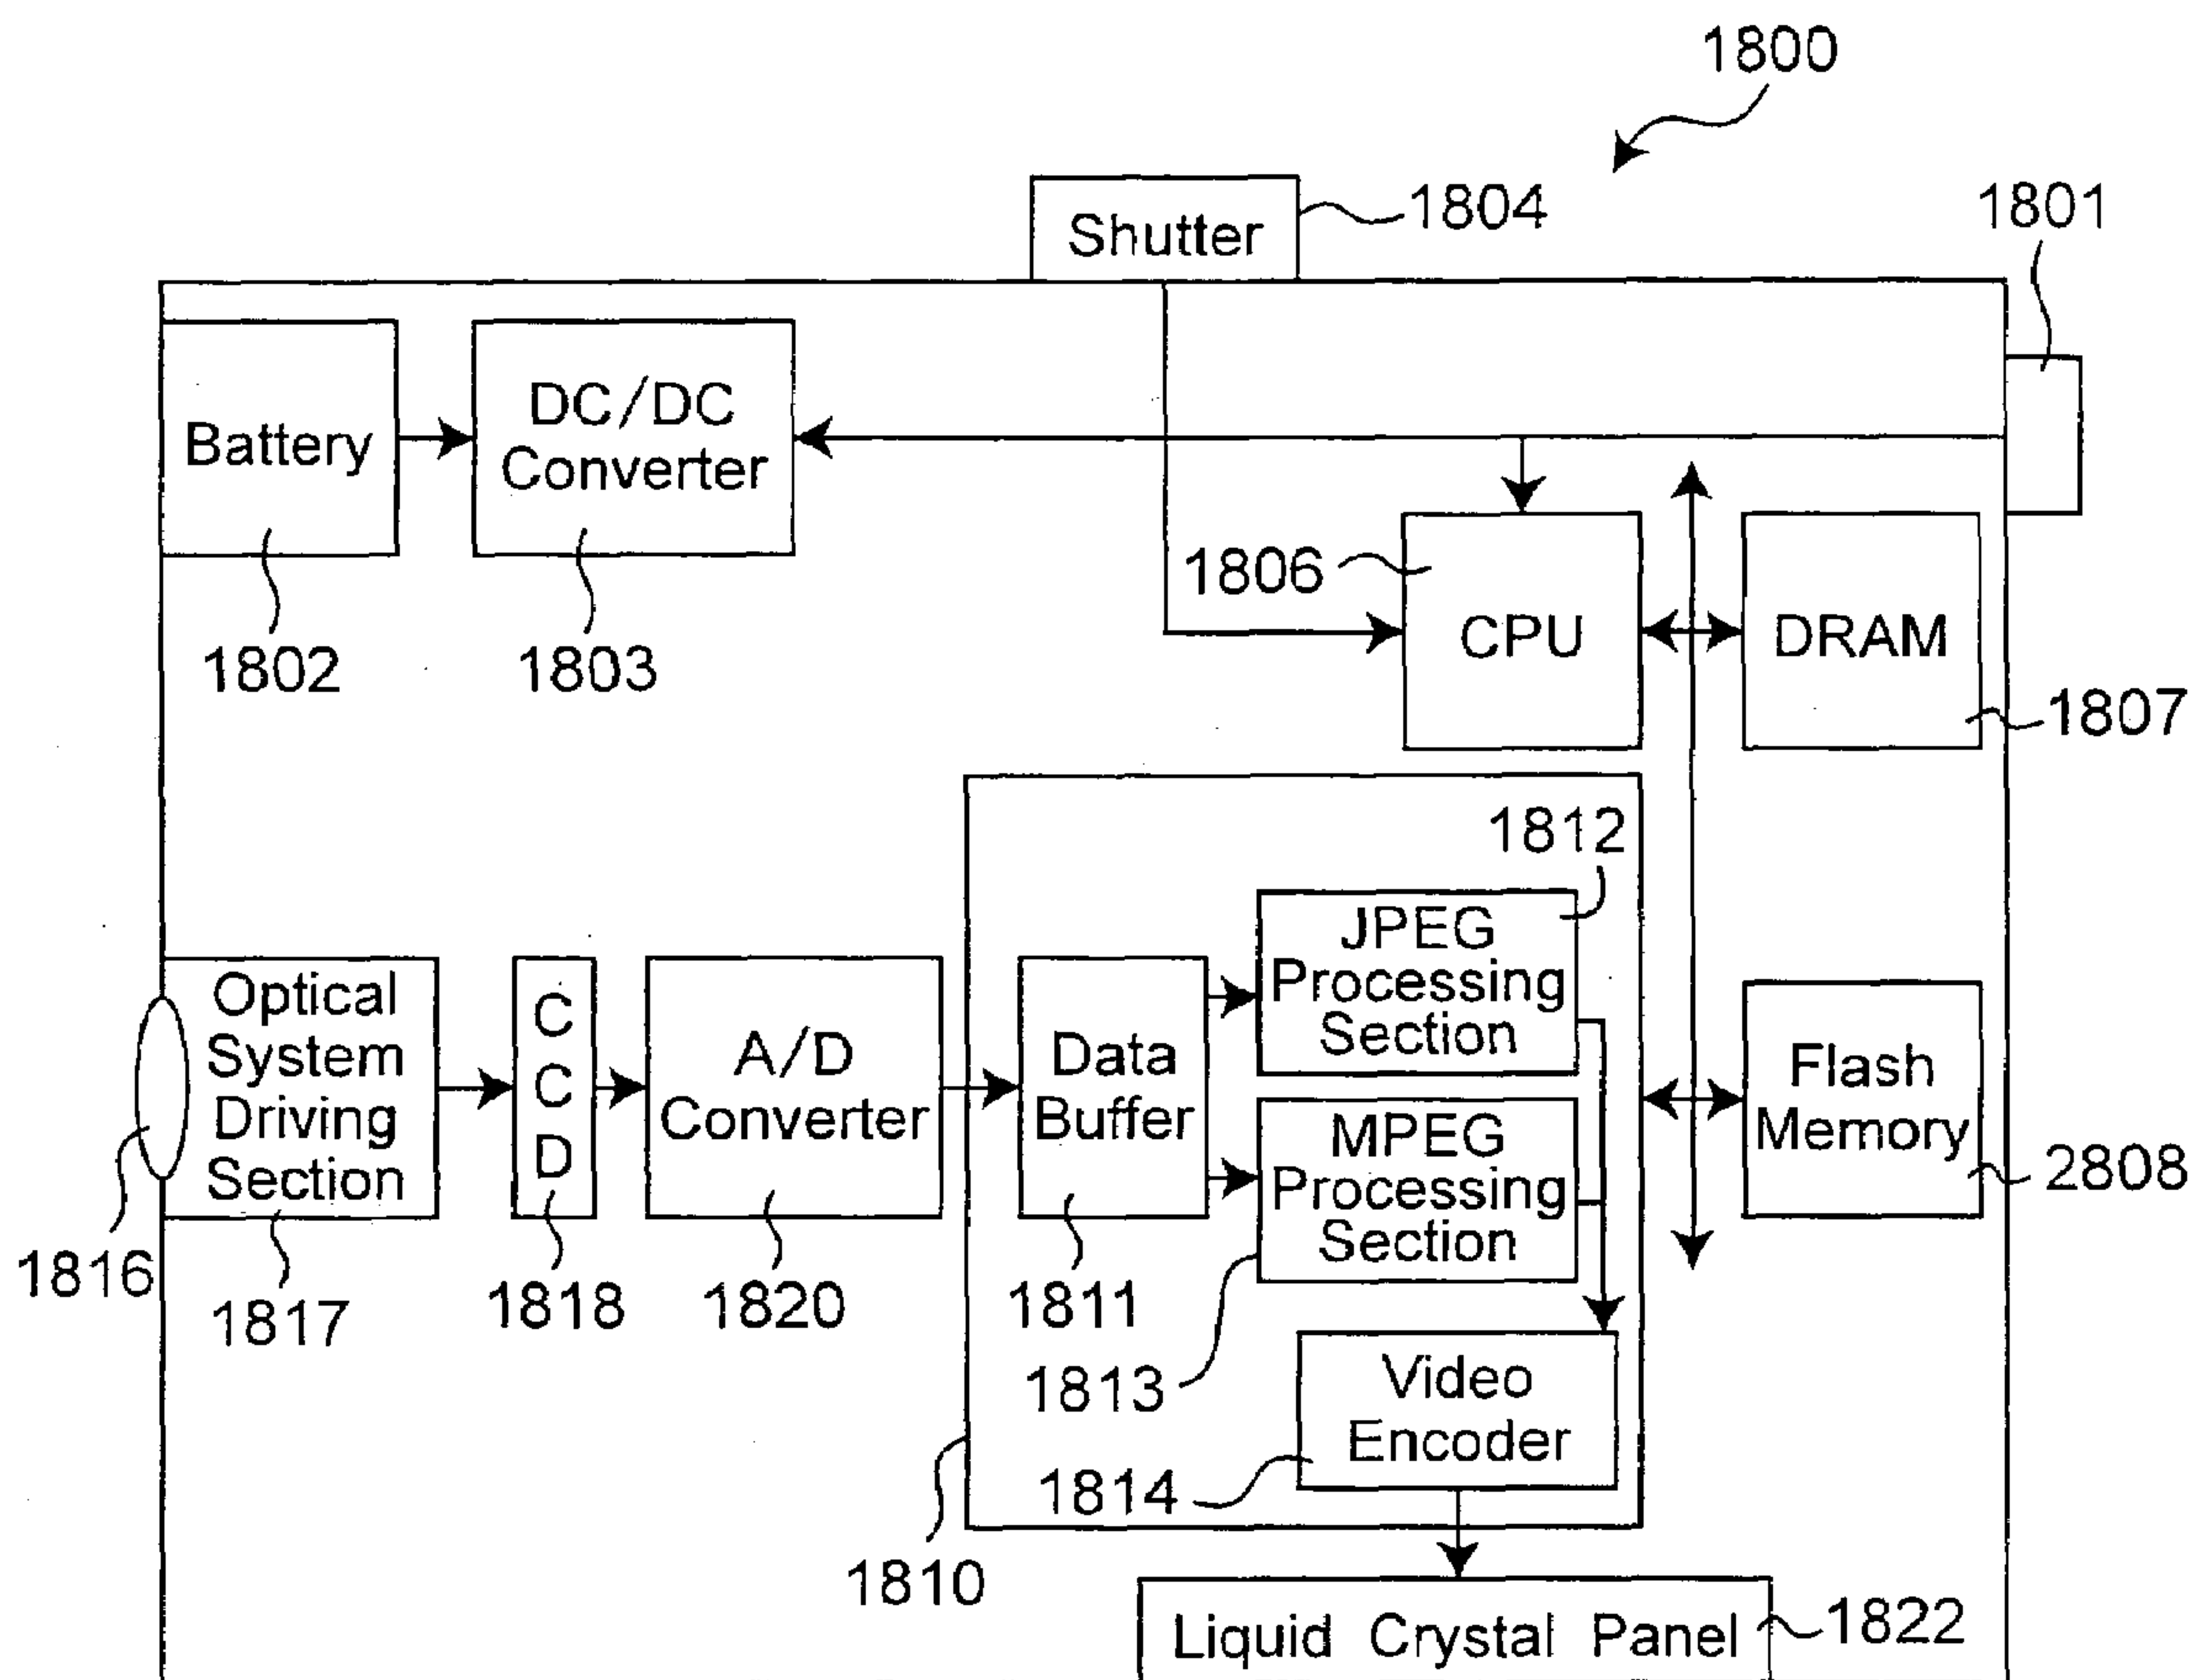 1800
Shutter
1804
1801
Battery
DC/DC
Converter
1802
1803
1806
CPU
DRAM
1807
1812
JPEG
Processing
Section
Optical
System
Driving
Section
C
C
D
A/D
Converter
Data
Buffer
MPEG
Processing
Section
Flash
Memory
2808
1816
1817
1818
1820
1811
1813
Video
Encoder
1814
1810
Liquid Crystal Panel
1822